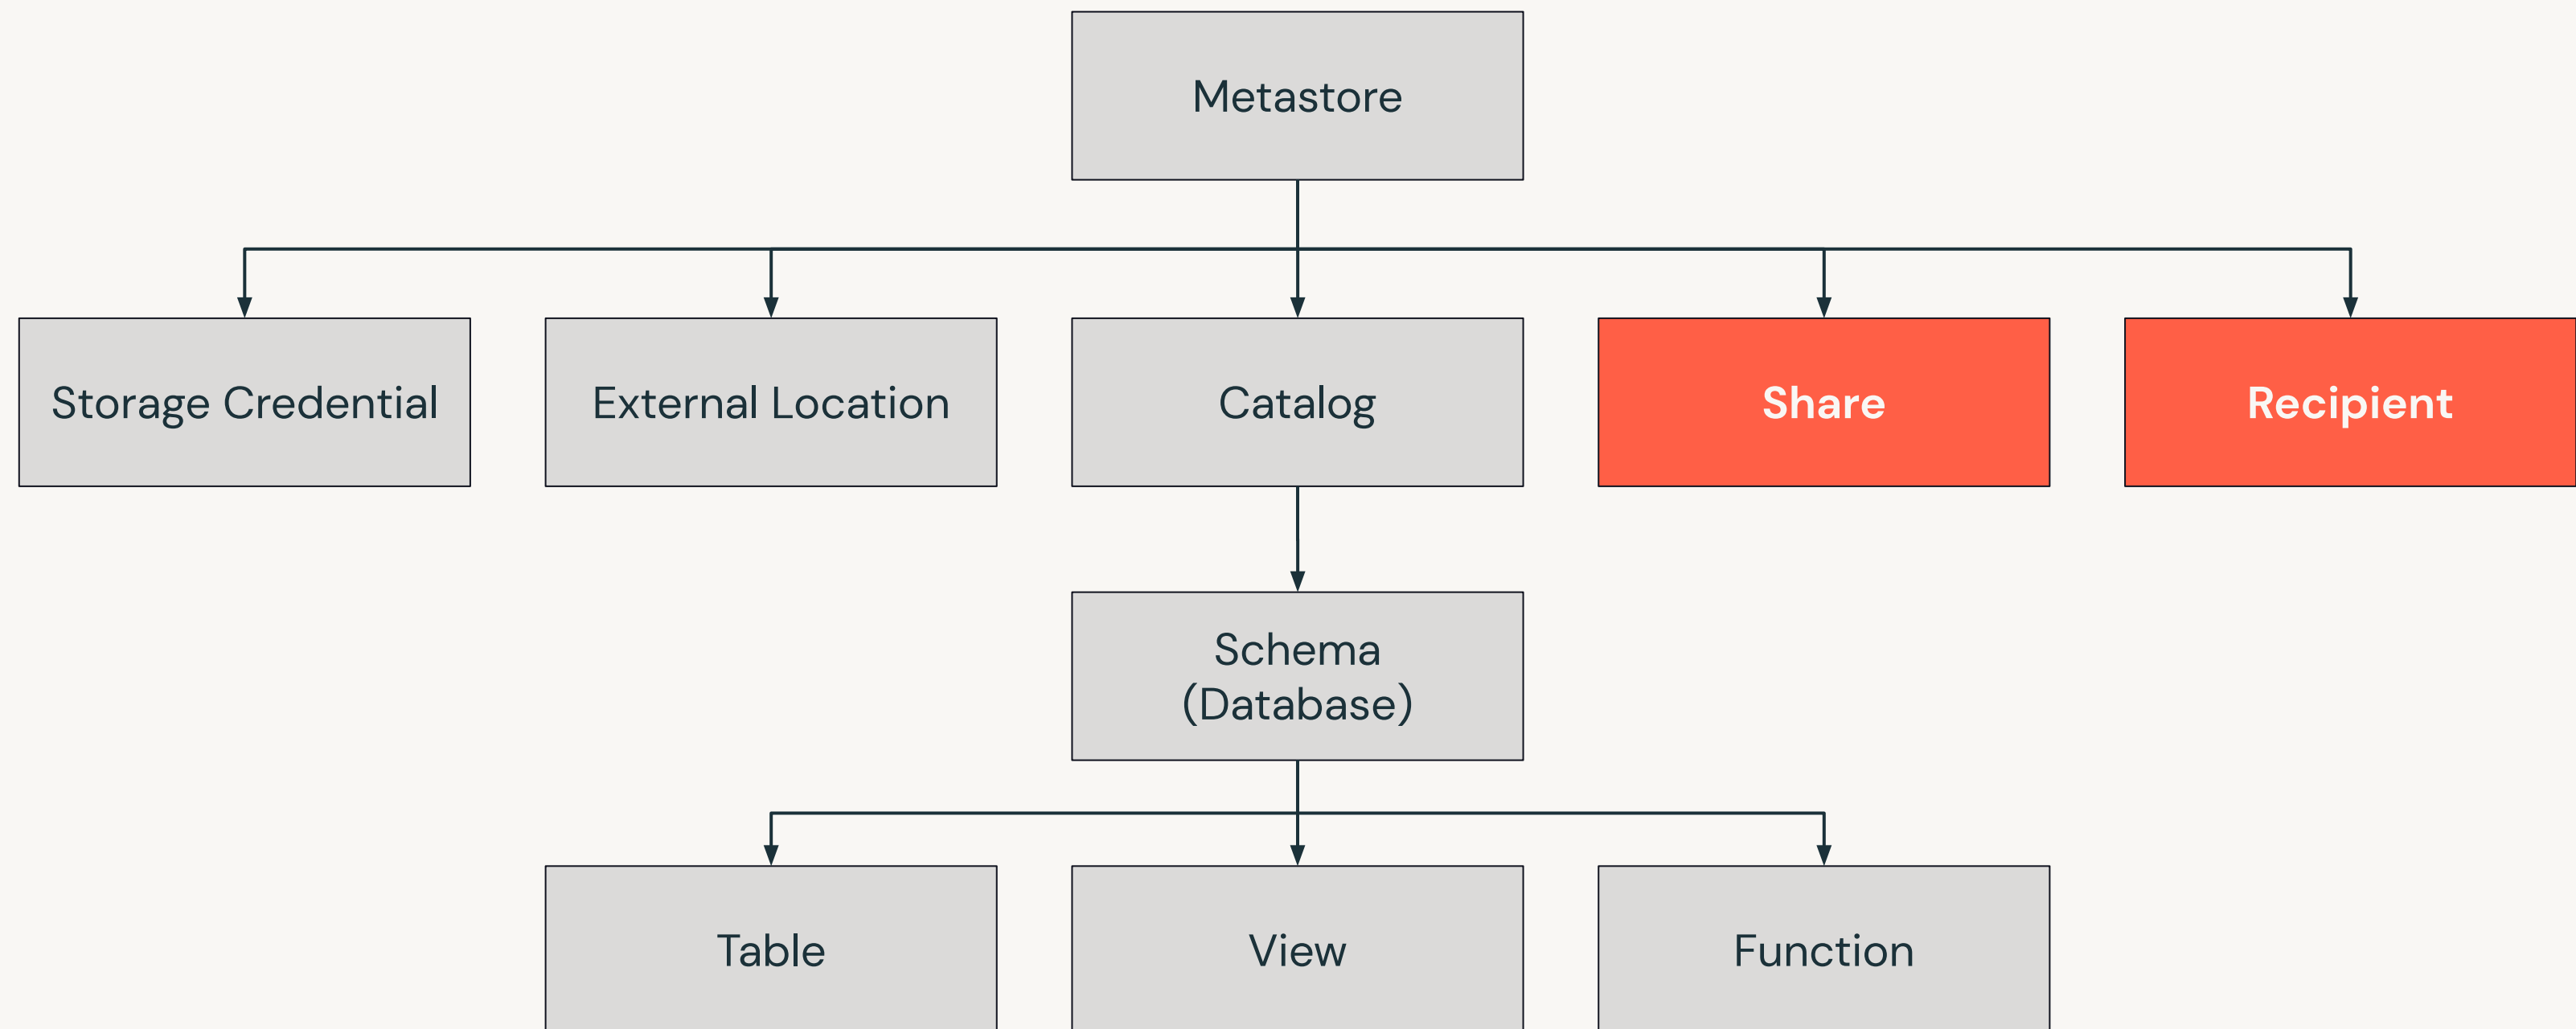 Metastore
Storage Credential
External Location
Catalog
Share
Recipient
Schema
(Database)
Table
View
Function